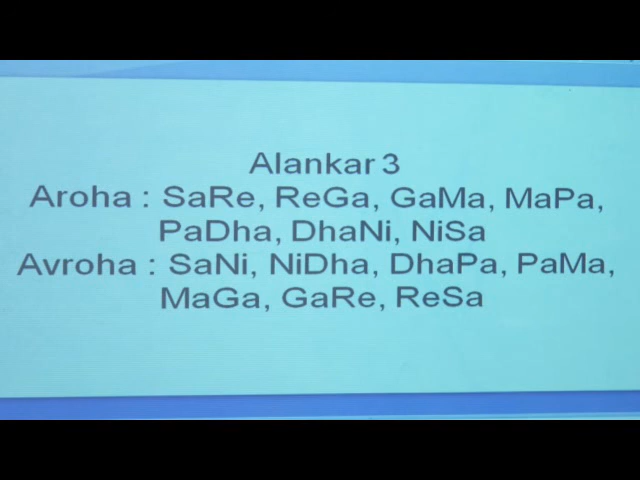 Alankar 3
Aroha : SaRe, ReGa, GaMa, MaPa,
PaDha, DhaNi, NiSa
Avroha : SaNi, NiDha, DhaPa, PaMa,
MaGa, GaRe, ReSa